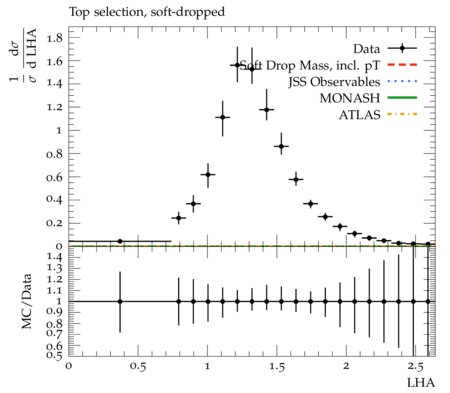 Top selection, soft-dropped
1/σ dσ/d LHA
1.8
1.6
1.4
1.2
1
0.8
0.6
0.4
0.2
0
Data
Soft Drop Mass, incl. pT
JSS Observables
MONASH
ATLAS
MC/Data
1.4
1.3
1.2
1.1
1
0.9
0.8
0.7
0.6
0.5
0 0.5 1 1.5 2 2.5
LHA